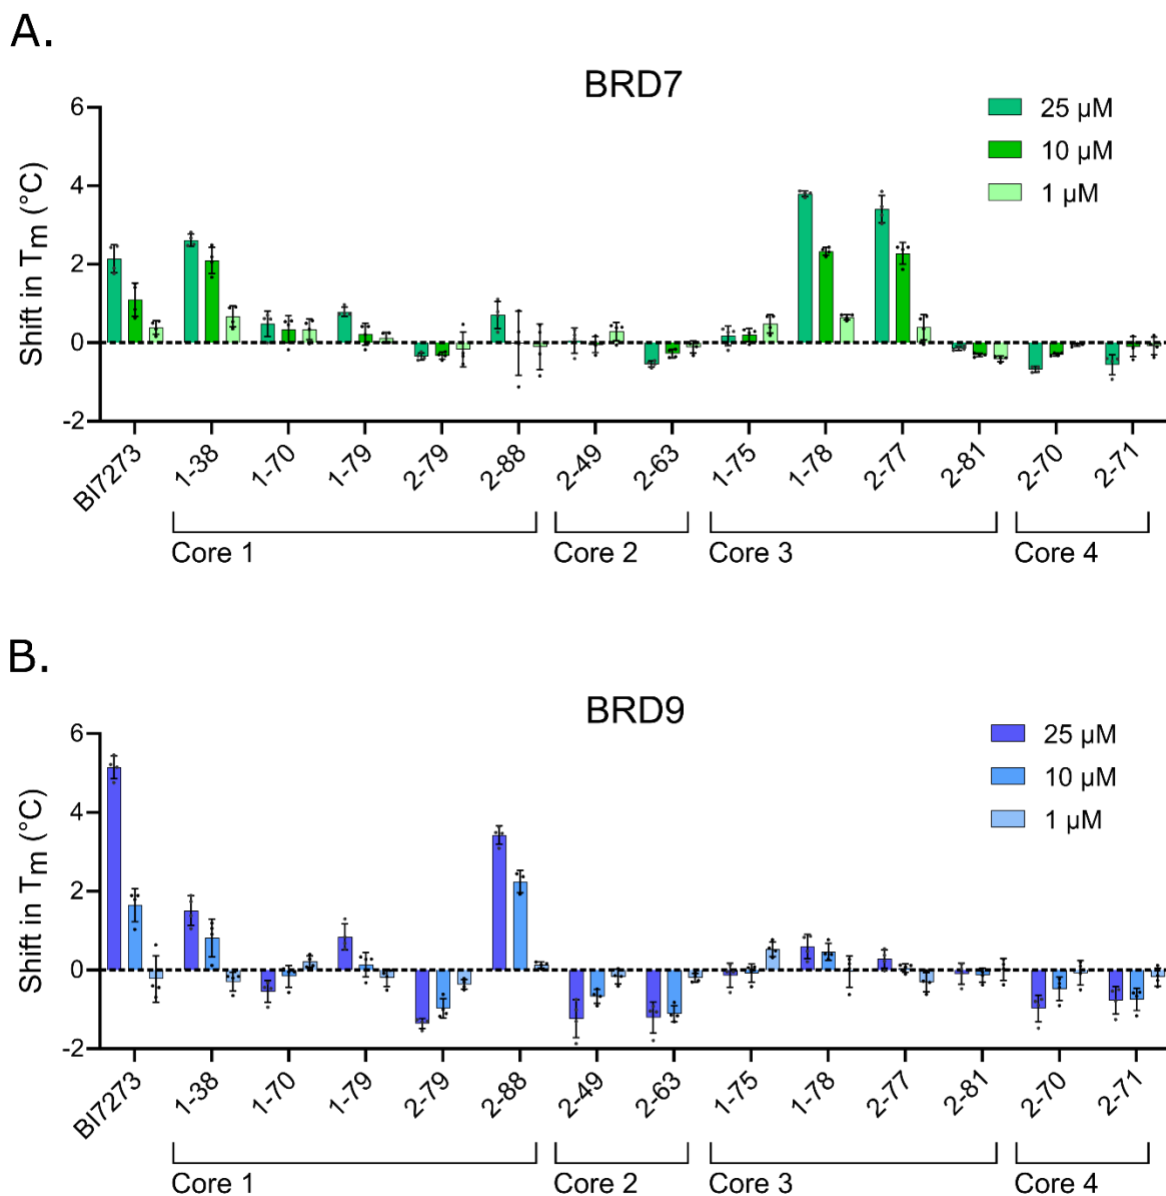 A.
BRD7
25 µM
10 µM
1 µM
Shift in Tm (°C)
6
4
2
0
-2
BI7273
1-38
1-70
1-79
2-79
2-88
2-49
2-63
1-75
1-78
2-77
2-81
2-70
2-71
Core 1
Core 2
Core 3
Core 4
B.
BRD9
25 µM
10 µM
1 µM
Shift in Tm (°C)
6
4
2
0
-2
BI7273
1-38
1-70
1-79
2-79
2-88
2-49
2-63
1-75
1-78
2-77
2-81
2-70
2-71
Core 1
Core 2
Core 3
Core 4